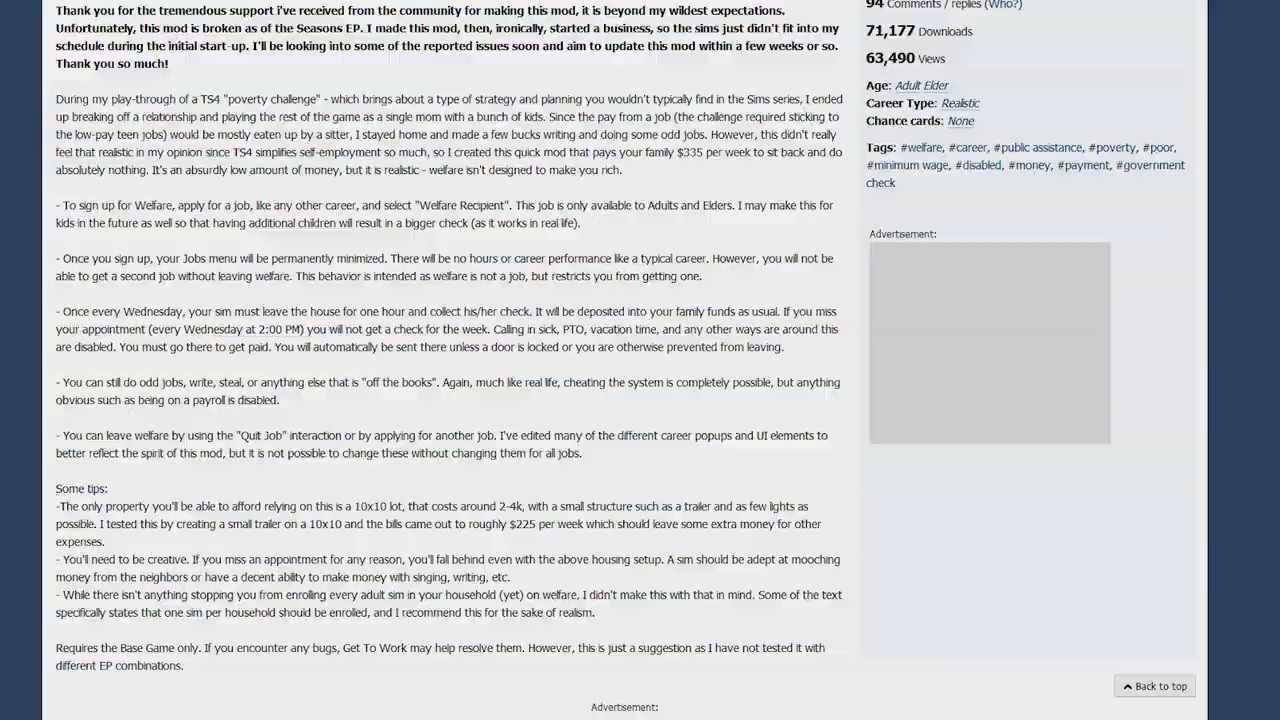 Thank you for the tremendous support i've received from the community for making this mod, it is beyond my wildest expectations.
Unfortunately, this mod is broken as of the Seasons EP. I made this mod, then, ironically, started a business, so the sims just didn't fit into my
schedule during the initial start-up. I'll be looking into some of the reported issues soon and aim to update this mod within a few weeks or so.
Thank you so much!
During my play-through of a TS4 "poverty challenge" - which brings about a type of strategy and planning you wouldn't typically find in the Sims series, I ended
up breaking off a relationship and playing the rest of the game as a single mom with a bunch of kids. Since the pay from a job (the challenge required sticking
to the low-pay teen jobs) would be mostly eaten up by a sitter, I stayed home and made a few bucks writing and doing some odd jobs. However, this didn't really
feel that realistic in my opinion since TS4 simplifies self-employment so much, so I created this quick mod that pays your family $335 per week to sit back and do
absolutely nothing. It's an absurdly low amount of money, but it is realistic - welfare isn't designed to make you rich.
- To sign up for Welfare, apply for a job, like any other career, and select "Welfare Recipient". This job is only available to Adults and Elders. I may make this for
kids in the future as well so that having additional children will result in a bigger check (as it works in real life).
- Once you sign up, your Jobs menu will be permanently minimized. There will be no hours or career performance like a typical career. However, you will not be
able to get a second job without leaving welfare. This behavior is intended as welfare is not a job, but restricts you from getting one.
- Once every Wednesday, your sim must leave the house for one hour and collect his/her check. It will be deposited into your family funds as usual. If you miss
your appointment (every Wednesday at 2:00 PM) you will not get a check for the week. Calling in sick, PTO, vacation time, and any other ways are around this
are disabled. You must go there to get paid. You will automatically be sent there unless a door is locked or you are otherwise prevented from leaving.
- You can still do odd jobs, write, steal, or anything else that is "off the books". Again, much like real life, cheating the system is completely possible, but anything
obvious such as being on a payroll is disabled.
- You can leave welfare by using the "Quit Job" interaction or by applying for another job. I've edited many of the different career popups and UI elements to
better reflect the spirit of this mod, but it is not possible to change these without changing them for all jobs.
Some tips:
-The only property you'll be able to afford relying on this is a 10x10 lot, that costs around 2-4k, with a small structure such as a trailer and as few lights as
possible. I tested this by creating a small trailer on a 10x10 and the bills came out to roughly $225 per week which should leave some extra money for other
expenses.
- You'll need to be creative. If you miss an appointment for any reason, you'll fall behind even with the above housing setup. A sim should be adept at mooching
money from the neighbors or have a decent ability to make money with singing, writing, etc.
- While there isn't anything stopping you from enrolling every adult sim in your household (yet) on welfare, I didn't make this with that in mind. Some of the text
specifically states that one sim per household should be enrolled, and I recommend this for the sake of realism.
Requires the Base Game only. If you encounter any bugs, Get To Work may help resolve them. However, this is just a suggestion as I have not tested it with
different EP combinations.
94 Comments / replies (Who?)
71,177 Downloads
63,490 Views
Age: Adult Elder
Career Type: Realistic
Chance cards: None
Tags: #welfare, #career, #public assistance, #poverty, #poor,
#minimum wage, #disabled, #money, #payment, #government
check
Advertisement:
Back to top
Advertisement: